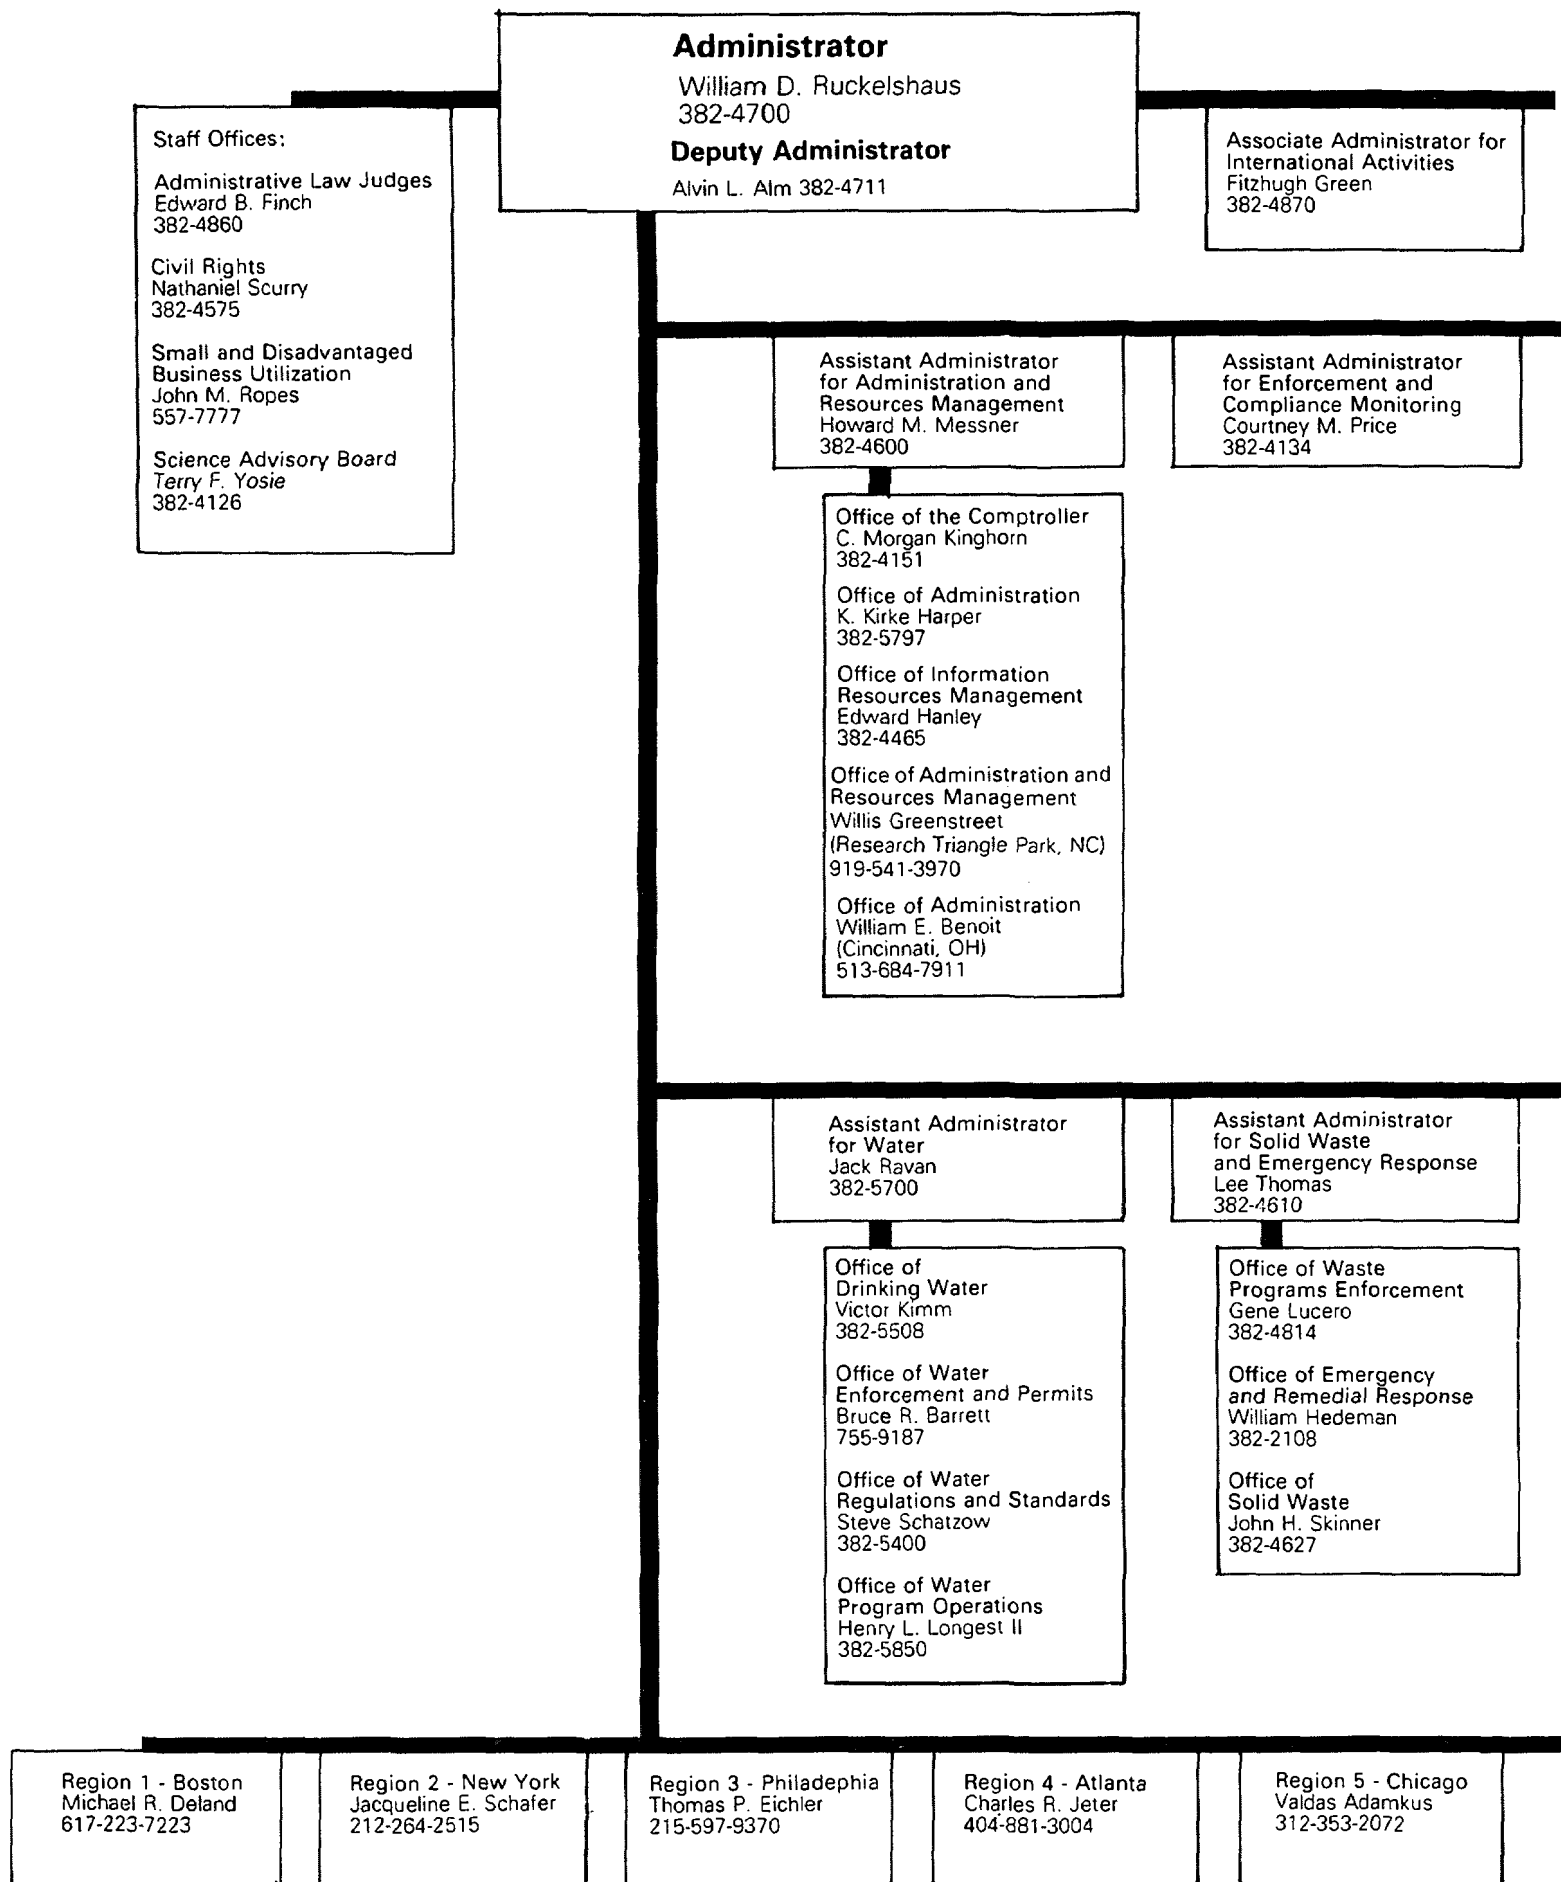 Administrator
William D. Ruckelshaus
382-4700
Deputy Administrator
Alvin L. Alm 382-4711
Staff Offices:
Administrative Law Judges
Edward B. Finch
382-4860
Civil Rights
Nathaniel Scurry
382-4575
Small and Disadvantaged
Business Utilization
John M. Ropes
557-7777
Science Advisory Board
Terry F. Yosie
382-4126
Associate Administrator for
International Activities
Fitzhugh Green
382-4870
Assistant Administrator
for Administration and
Resources Management
Howard M. Messner
382-4600
Assistant Administrator
for Enforcement and
Compliance Monitoring
Courtney M. Price
382-4134
Office of the Comptroller
C. Morgan Kinghorn
382-4151
Office of Administration
K. Kirke Harper
382-5797
Office of Information
Resources Management
Edward Hanley
382-4465
Office of Administration and
Resources Management
Willis Greenstreet
(Research Triangle Park, NC)
919-541-3970
Office of Administration
William E. Benoit
(Cincinnati, OH)
513-684-7911
Assistant Administrator
for Water
Jack Ravan
382-5700
Assistant Administrator
for Solid Waste
and Emergency Response
Lee Thomas
382-4610
Office of
Drinking Water
Victor Kimm
382-5508
Office of Water
Enforcement and Permits
Bruce R. Barrett
755-9187
Office of Water
Regulations and Standards
Steve Schatzow
382-5400
Office of Water
Program Operations
Henry L. Longest II
382-5850
Office of Waste
Programs Enforcement
Gene Lucero
382-4814
Office of Emergency
and Remedial Response
William Hedeman
382-2108
Office of
Solid Waste
John H. Skinner
382-4627
Region 1 - Boston
Michael R. Deland
617-223-7223
Region 2 - New York
Jacqueline E. Schafer
212-264-2515
Region 3 - Philadephia
Thomas P. Eichler
215-597-9370
Region 4 - Atlanta
Charles R. Jeter
404-881-3004
Region 5 - Chicago
Valdas Adamkus
312-353-2072